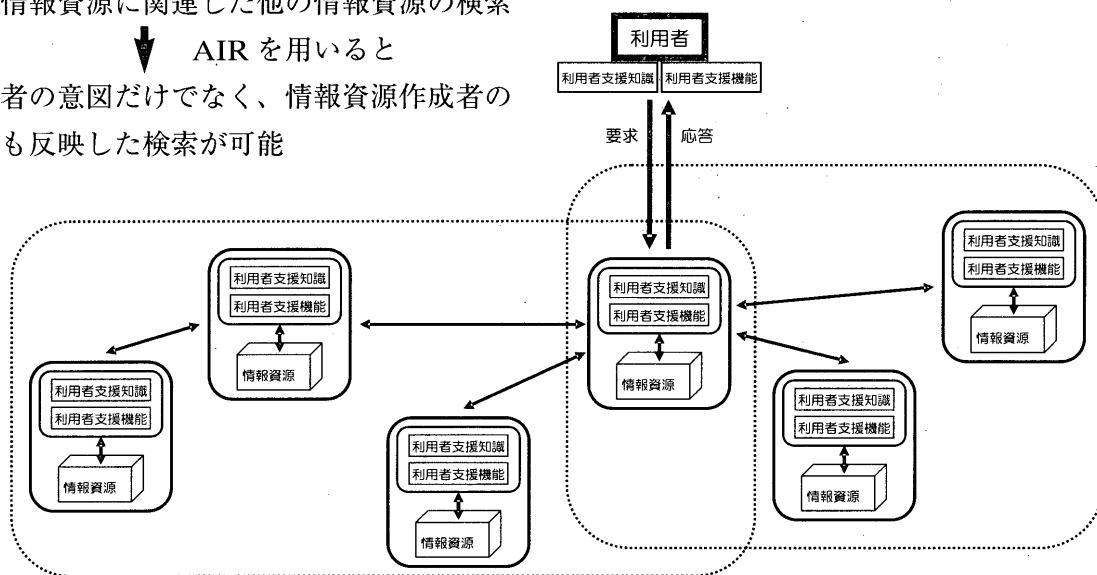 情報資源に関連した他の情報資源の検索
AIR を用いると
者の意図だけでなく、情報資源作成者の
も反映した検索が可能
利用者
利用者支援知識 利用者支援機能
要求 応答
利用者支援知識
利用者支援機能
情報資源
利用者支援知識
利用者支援機能
情報資源
利用者支援知識
利用者支援機能
情報資源
利用者支援知識
利用者支援機能
情報資源
利用者支援知識
利用者支援機能
情報資源
利用者支援知識
利用者支援機能
情報資源